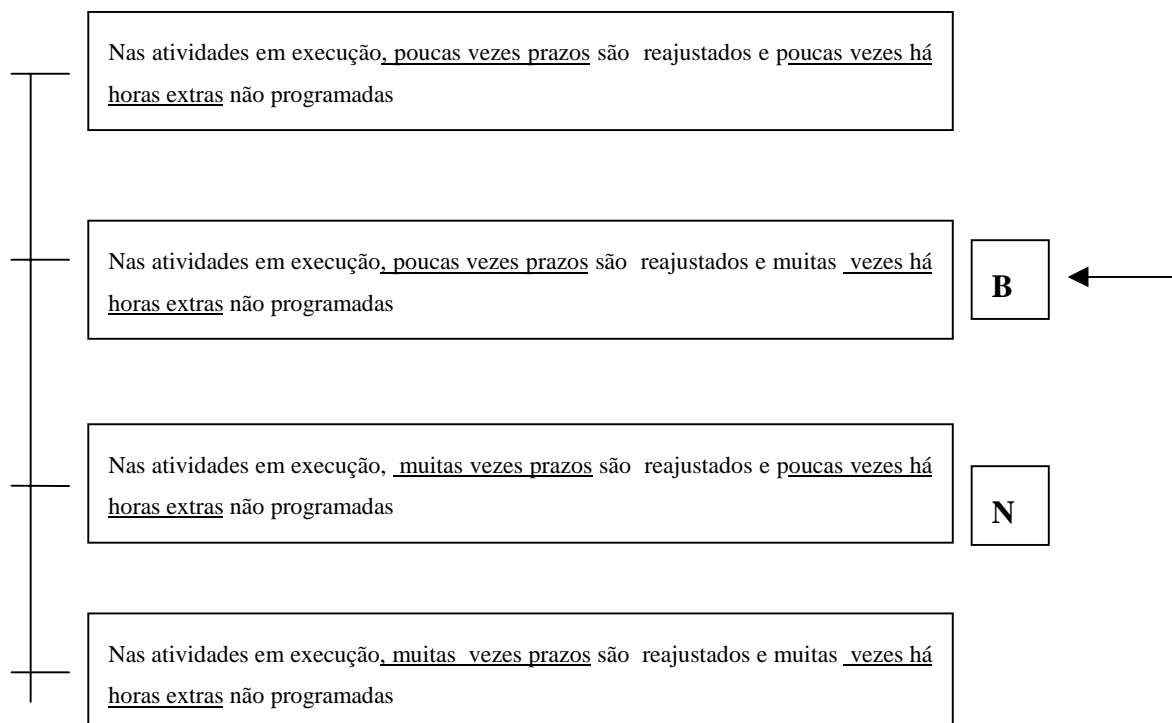 Nas atividades em execução, poucas vezes prazos são reajustados e poucas vezes há
horas extras não programadas
Nas atividades em execução, poucas vezes prazos são reajustados e muitas vezes há
horas extras não programadas
B
Nas atividades em execução, muitas vezes prazos são reajustados e poucas vezes há
horas extras não programadas
N
Nas atividades em execução, muitas vezes prazos são reajustados e muitas vezes há
horas extras não programadas